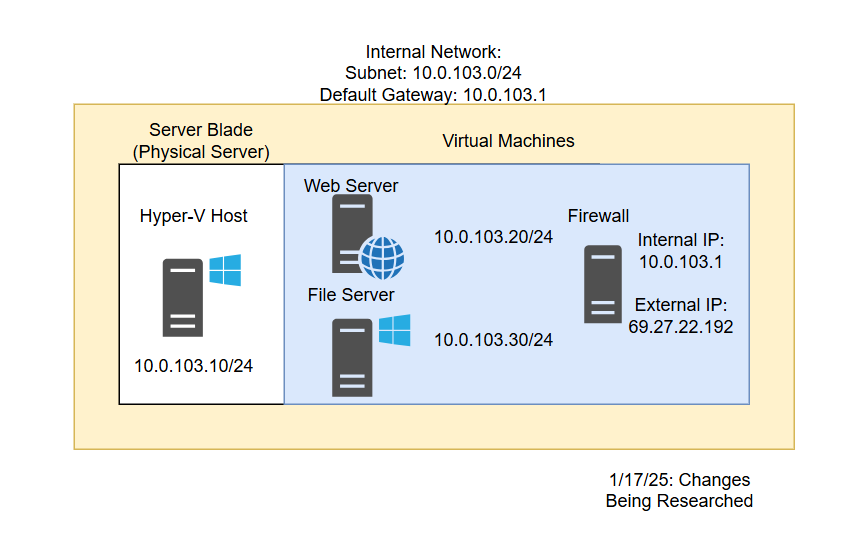 Internal Network:
Subnet: 10.0.103.0/24
Default Gateway: 10.0.103.1
Server Blade
(Physical Server)
Virtual Machines
Hyper-V Host
10.0.103.10/24
Web Server
10.0.103.20/24
File Server
10.0.103.30/24
Firewall
Internal IP:
10.0.103.1
External IP:
69.27.22.192
1/17/25: Changes
Being Researched